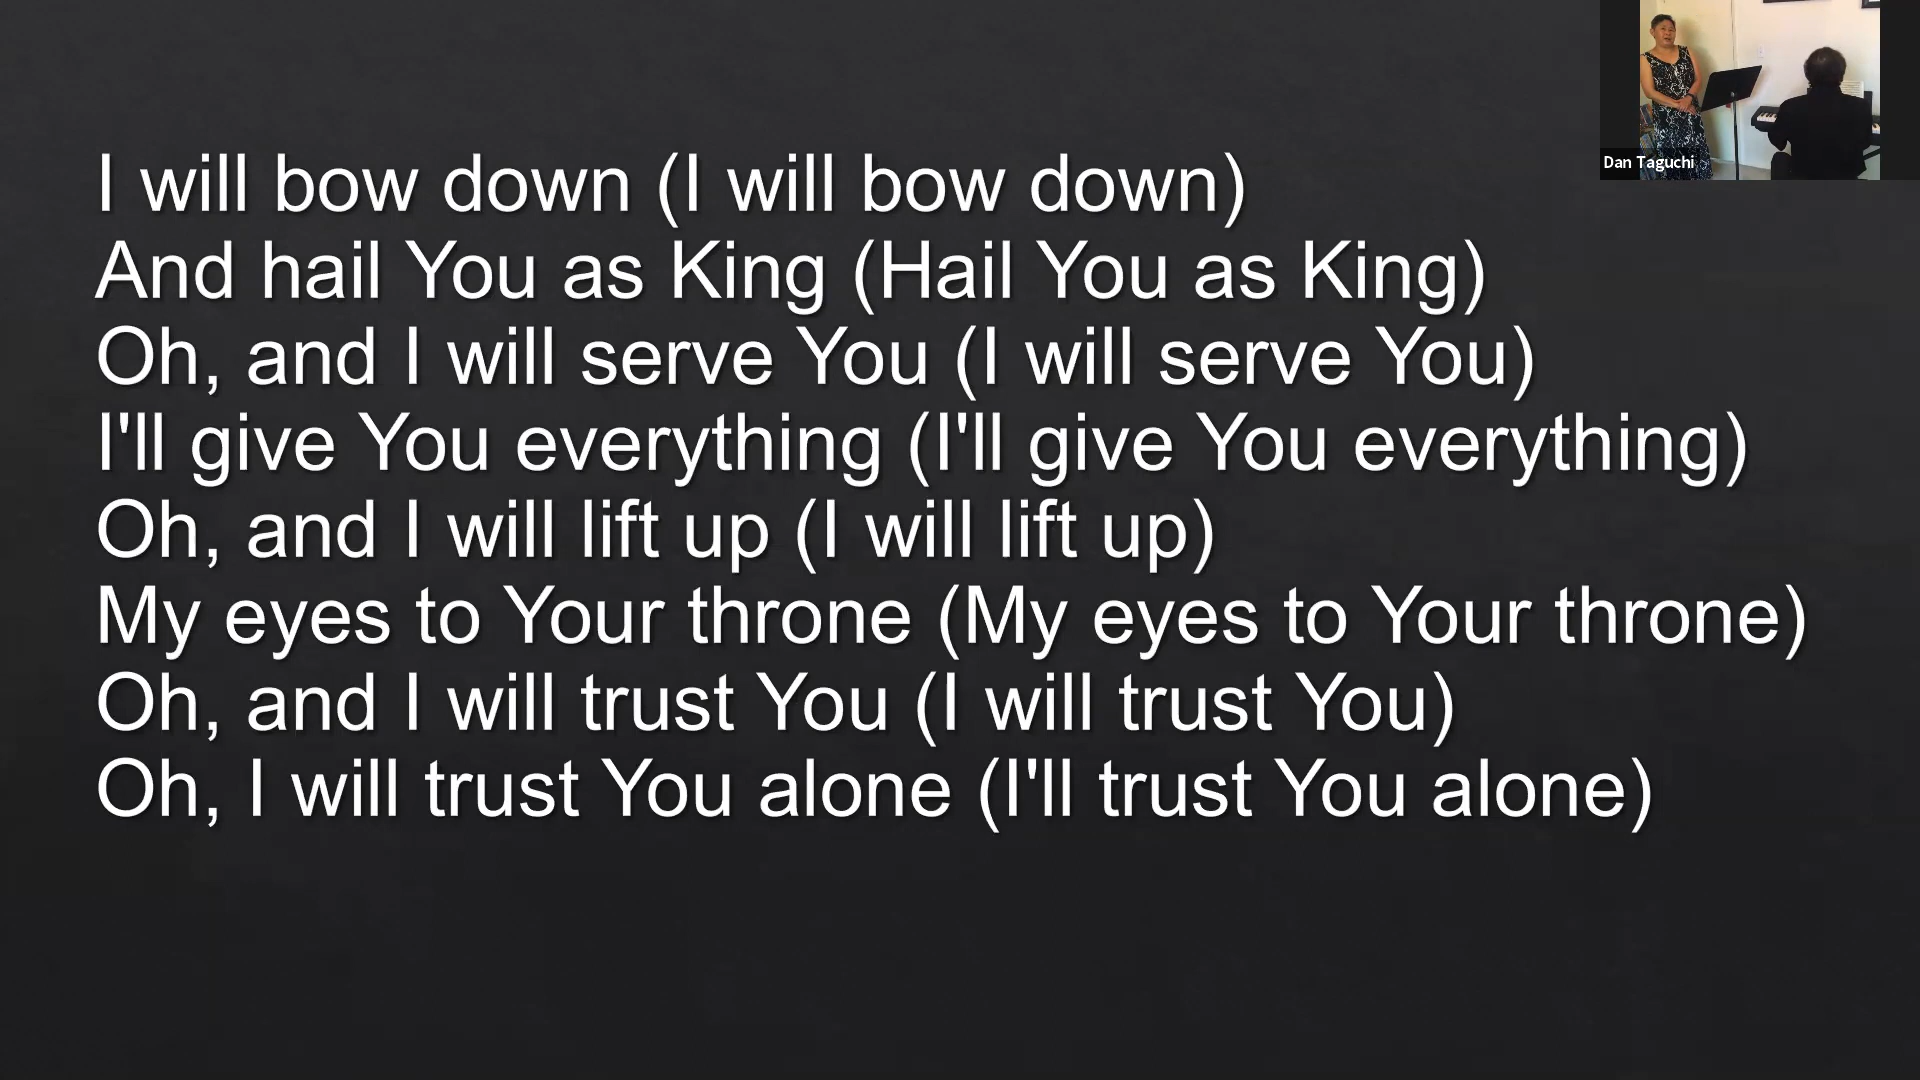 I will bow down (I will bow down)
And hail You as King (Hail You as King)
Oh, and I will serve You (I will serve You)
I'll give You everything (I'll give You everything)
Oh, and I will lift up (I will lift up)
My eyes to Your throne (My eyes to Your throne)
Oh, and I will trust You (I will trust You)
Oh, I will trust You alone (I'll trust You alone)
Dan Taguchi